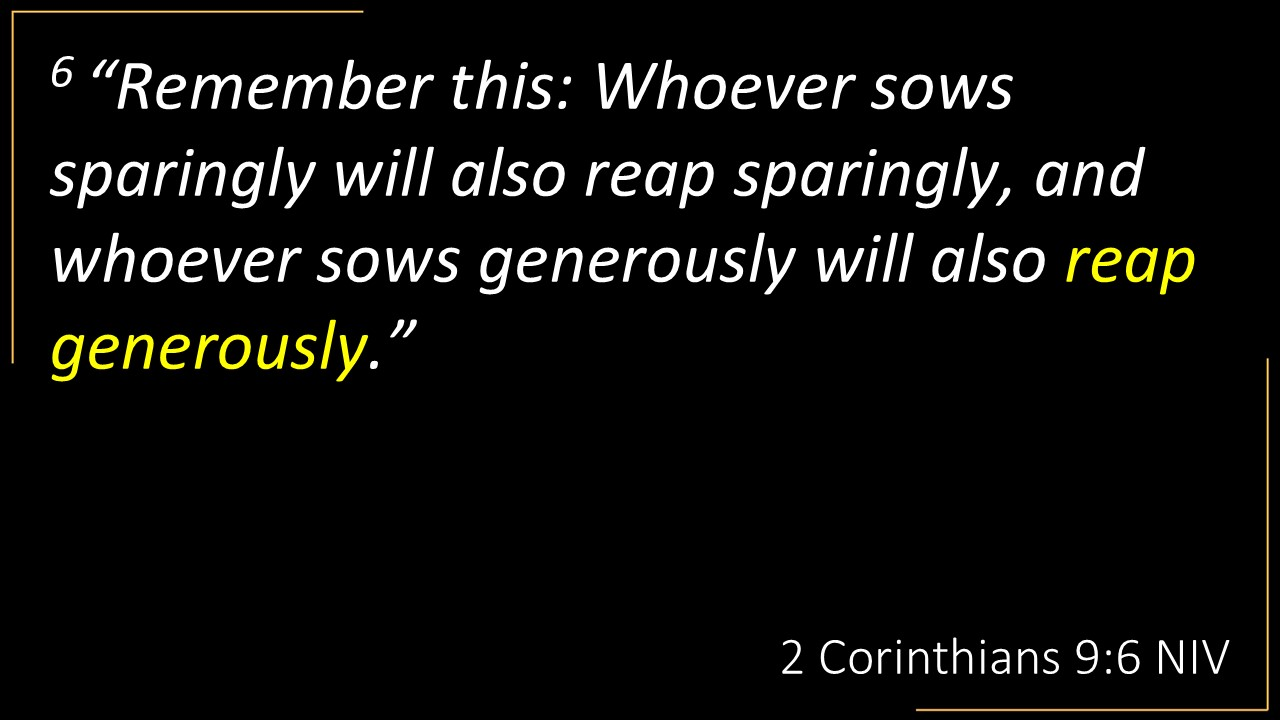 6 “Remember this: Whoever sows
sparingly will also reap sparingly, and
whoever sows generously will also reap
generously.”
2 Corinthians 9:6 NIV